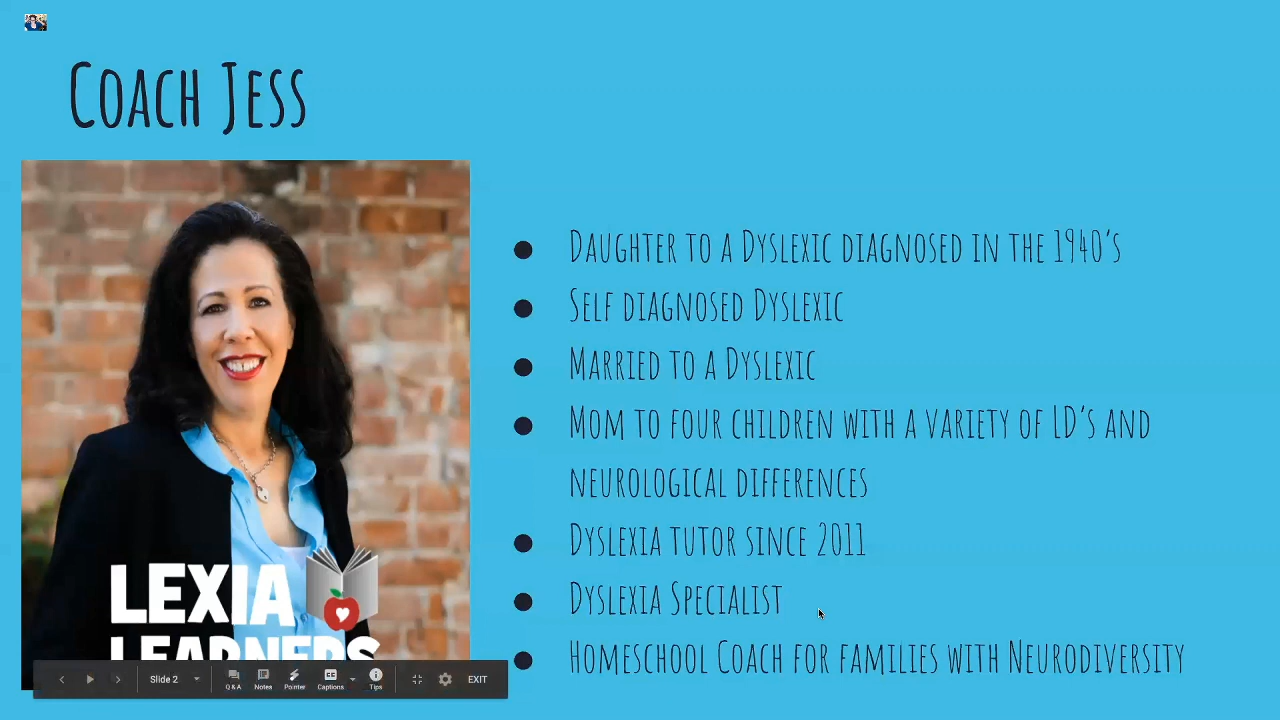 Coach Jess
Daughter to a Dyslexic diagnosed in the 1940's
Self diagnosed Dyslexic
Married to a Dyslexic
Mom to four children with a variety of LD's and
neurological differences
Dyslexia tutor since 2011
Dyslexia Specialist
Homeschool Coach for families with Neurodiversity
LEXIA
LEARNERS
Slide 2
Q & A
Notes
Pointer
Captions
Tips
EXIT